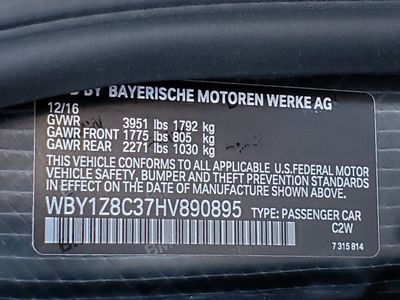 BY BAYERISCHE MOTOREN WERKE AG
12/16
GVWR 3951 lbs 1792 kg
GAWR FRONT 1775 lbs 805 kg
GAWR REAR 2271 lbs 1030 kg
THIS VEHICLE CONFORMS TO ALL APPLICABLE U.S.FEDERAL MOTOR
VEHICLE SAFETY, BUMPER AND THEFT PREVENTION STANDARDS IN
EFFECT ON THE DATE OF MANUFACTURE SHOWN ABOVE.
WBY1Z8C37HV890895 TYPE: PASSENGER CAR
C2W
7 315 814